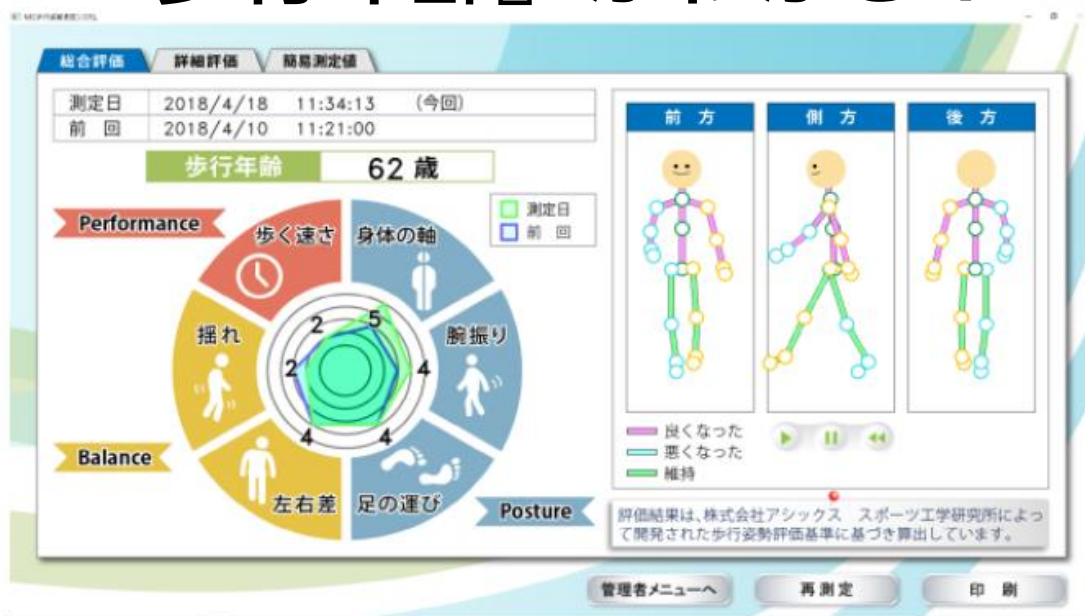 総合評価
詳細評価
簡易測定値
測定日 2018/4/18 11:34:13 (今回)
前 回 2018/4/10 11:21:00
歩行年齢 62 歳
測定日
前 回
Performance
歩く速さ
身体の軸
揺れ
腕振り
2
5
2
4
4
4
Balance
左右差
足の運び
Posture
前 方
側 方
後 方
良くなった
悪くなった
維持
評価結果は、株式会社アシックス スポーツ工学研究所によっ
て開発された歩行姿勢評価基準に基づき算出しています。
管理者メニューへ
再測定
印 刷